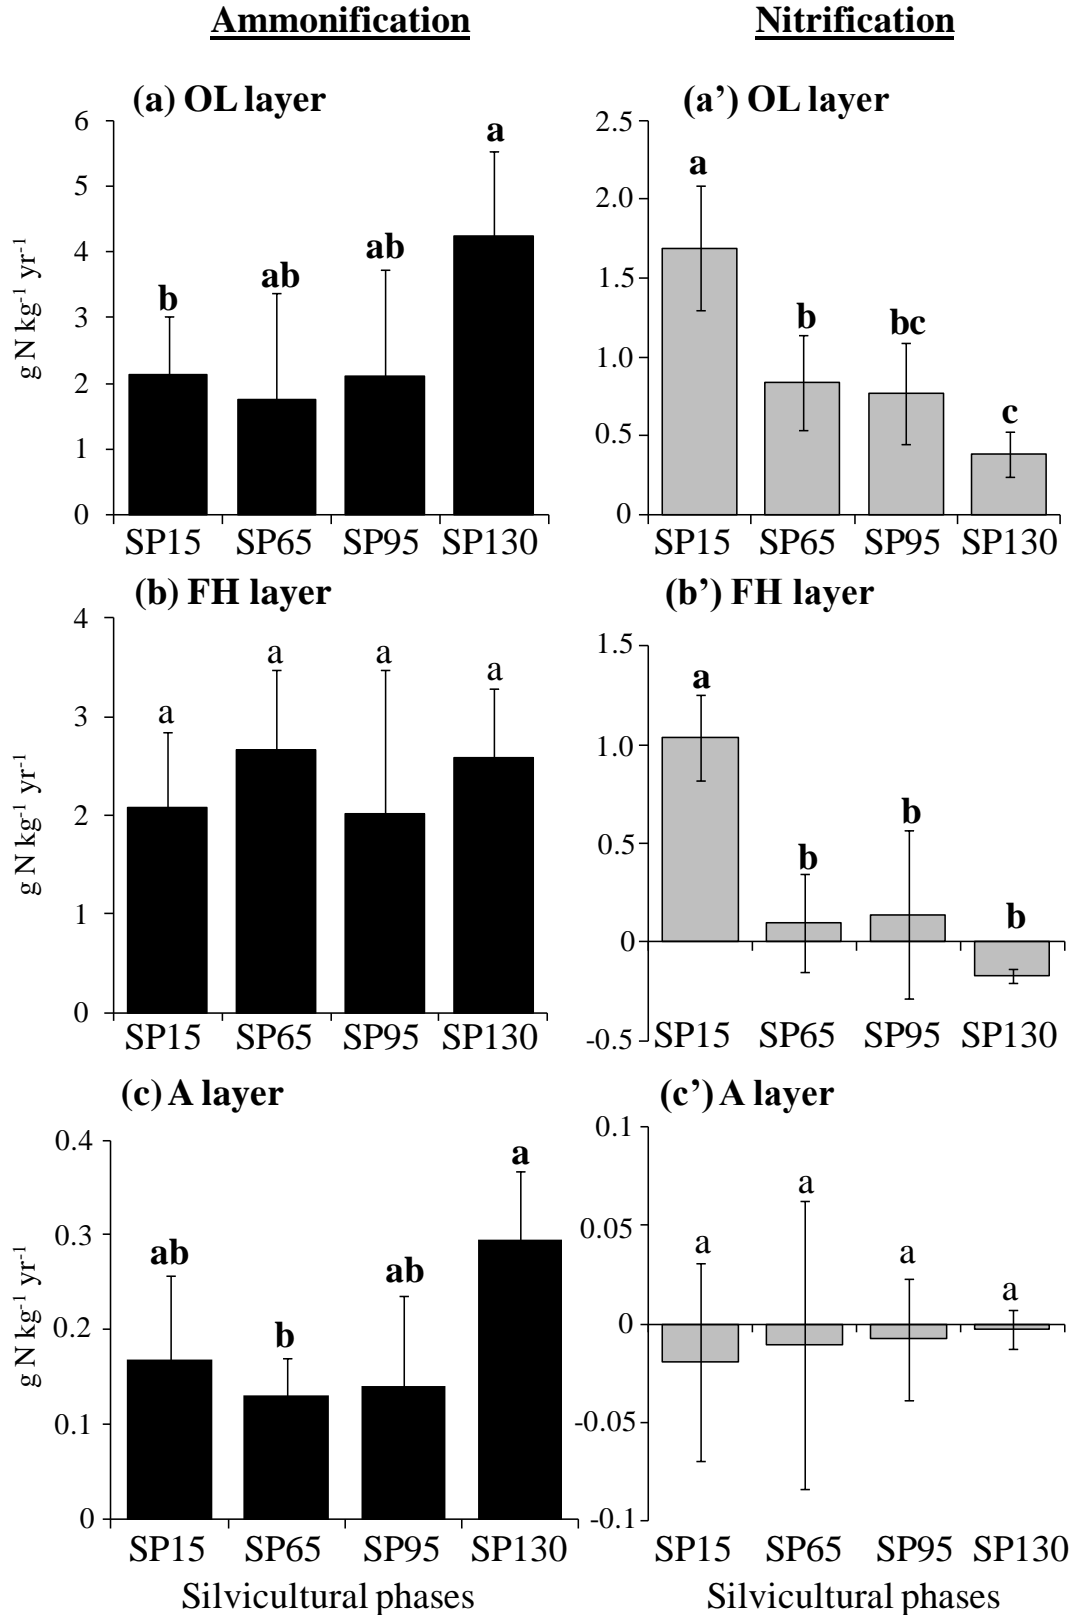 Ammonification
Nitrification
(a) OL layer
6
5
4
3
2
1
0
g N kg-1 yr-1
b
ab
ab
a
SP15 SP65 SP95 SP130
(a’) OL layer
2.5
2.0
1.5
1.0
0.5
0
a
b
bc
c
SP15 SP65 SP95 SP130
(b) FH layer
4
3
2
1
0
g N kg-1 yr-1
a
a
a
a
SP15 SP65 SP95 SP130
(b’) FH layer
1.5
1.0
0.5
0
-0.5
a
b
b
b
SP15 SP65 SP95 SP130
(c) A layer
0.4
0.3
0.2
0.1
0
g N kg-1 yr-1
ab
b
ab
a
SP15 SP65 SP95 SP130
Silvicultural phases
(c’) A layer
0.1
0.05
0
-0.05
-0.1
a
a
a
a
SP15 SP65 SP95 SP130
Silvicultural phases